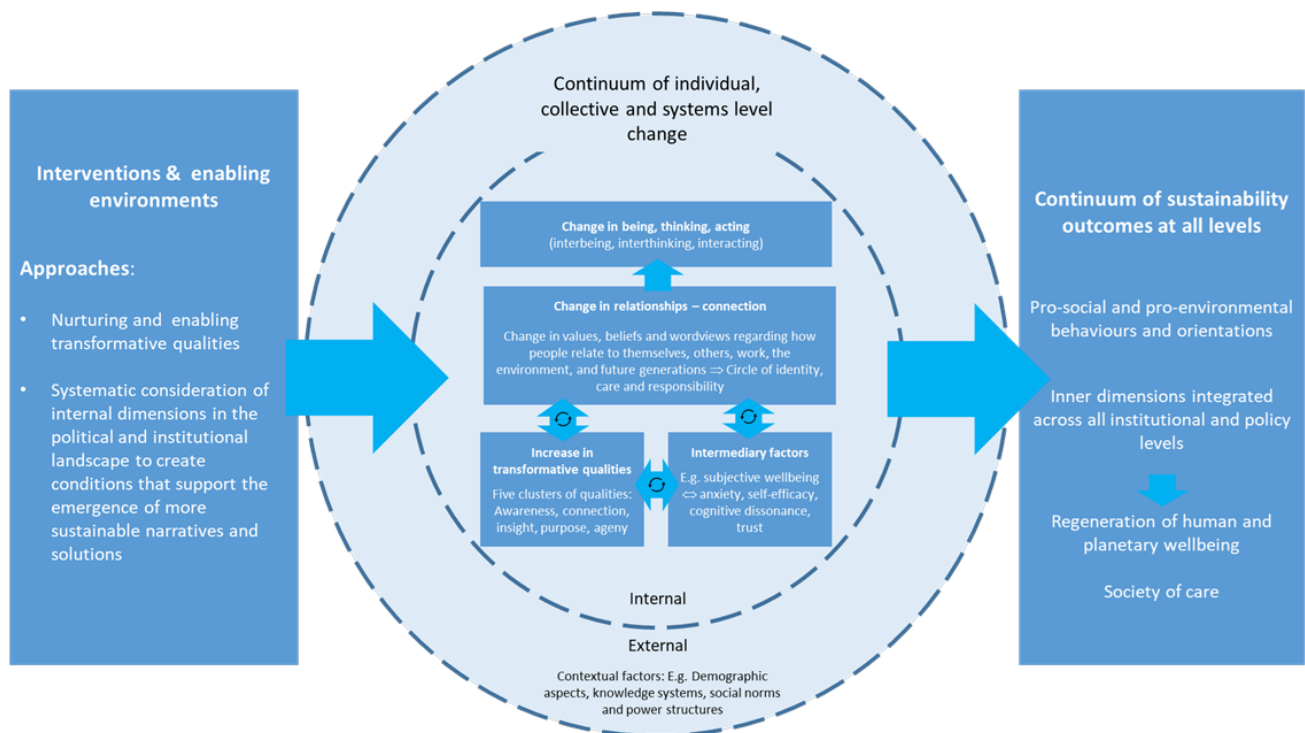 Interventions & enabling
environments
Approaches:
• Nurturing and enabling
transformative qualities
• Systematic consideration of
internal dimensions in the
political and institutional
landscape to create
conditions that support the
emergence of more
sustainable narratives and
solutions
Continuum of individual,
collective and systems level
change
Change in being, thinking, acting
(interbeing, interthinking, interacting)
Change in relationships – connection
Change in values, beliefs and wordviews regarding how
people relate to themselves, others, work, the
environment, and future generations ⇒ Circle of identity,
care and responsibility
Increase in
transformative qualities
Five clusters of qualities:
Awareness, connection,
insight, purpose, ageny
Intermediary factors
E.g. subjective wellbeing
⇔ anxiety, self-efficacy,
cognitive dissonance,
trust
Internal
External
Contextual factors: E.g. Demographic
aspects, knowledge systems, social norms
and power structures
Continuum of sustainability
outcomes at all levels
Pro-social and pro-environmental
behaviours and orientations
Inner dimensions integrated
across all institutional and policy
levels
Regeneration of human and
planetary wellbeing
Society of care